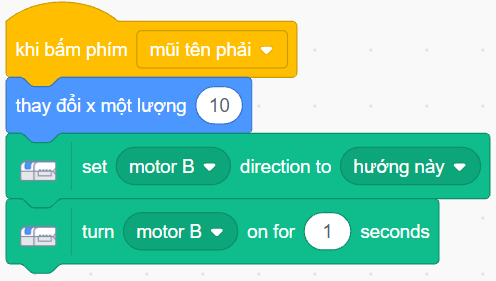 khi bấm phím mũi tên phải
thay đổi x một lượng 10
set motor B direction to hướng này
turn motor B on for 1 seconds